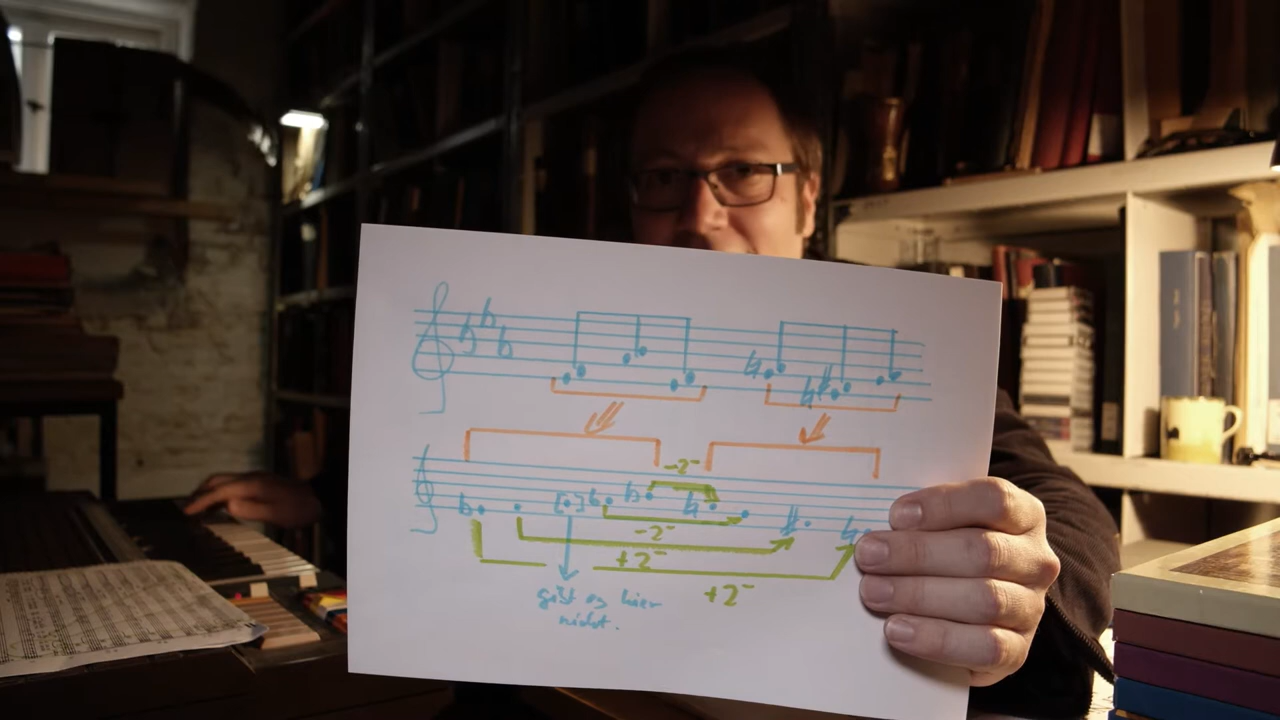 -2-
-2-
+2-
+2-
gibt es hier
nicht.